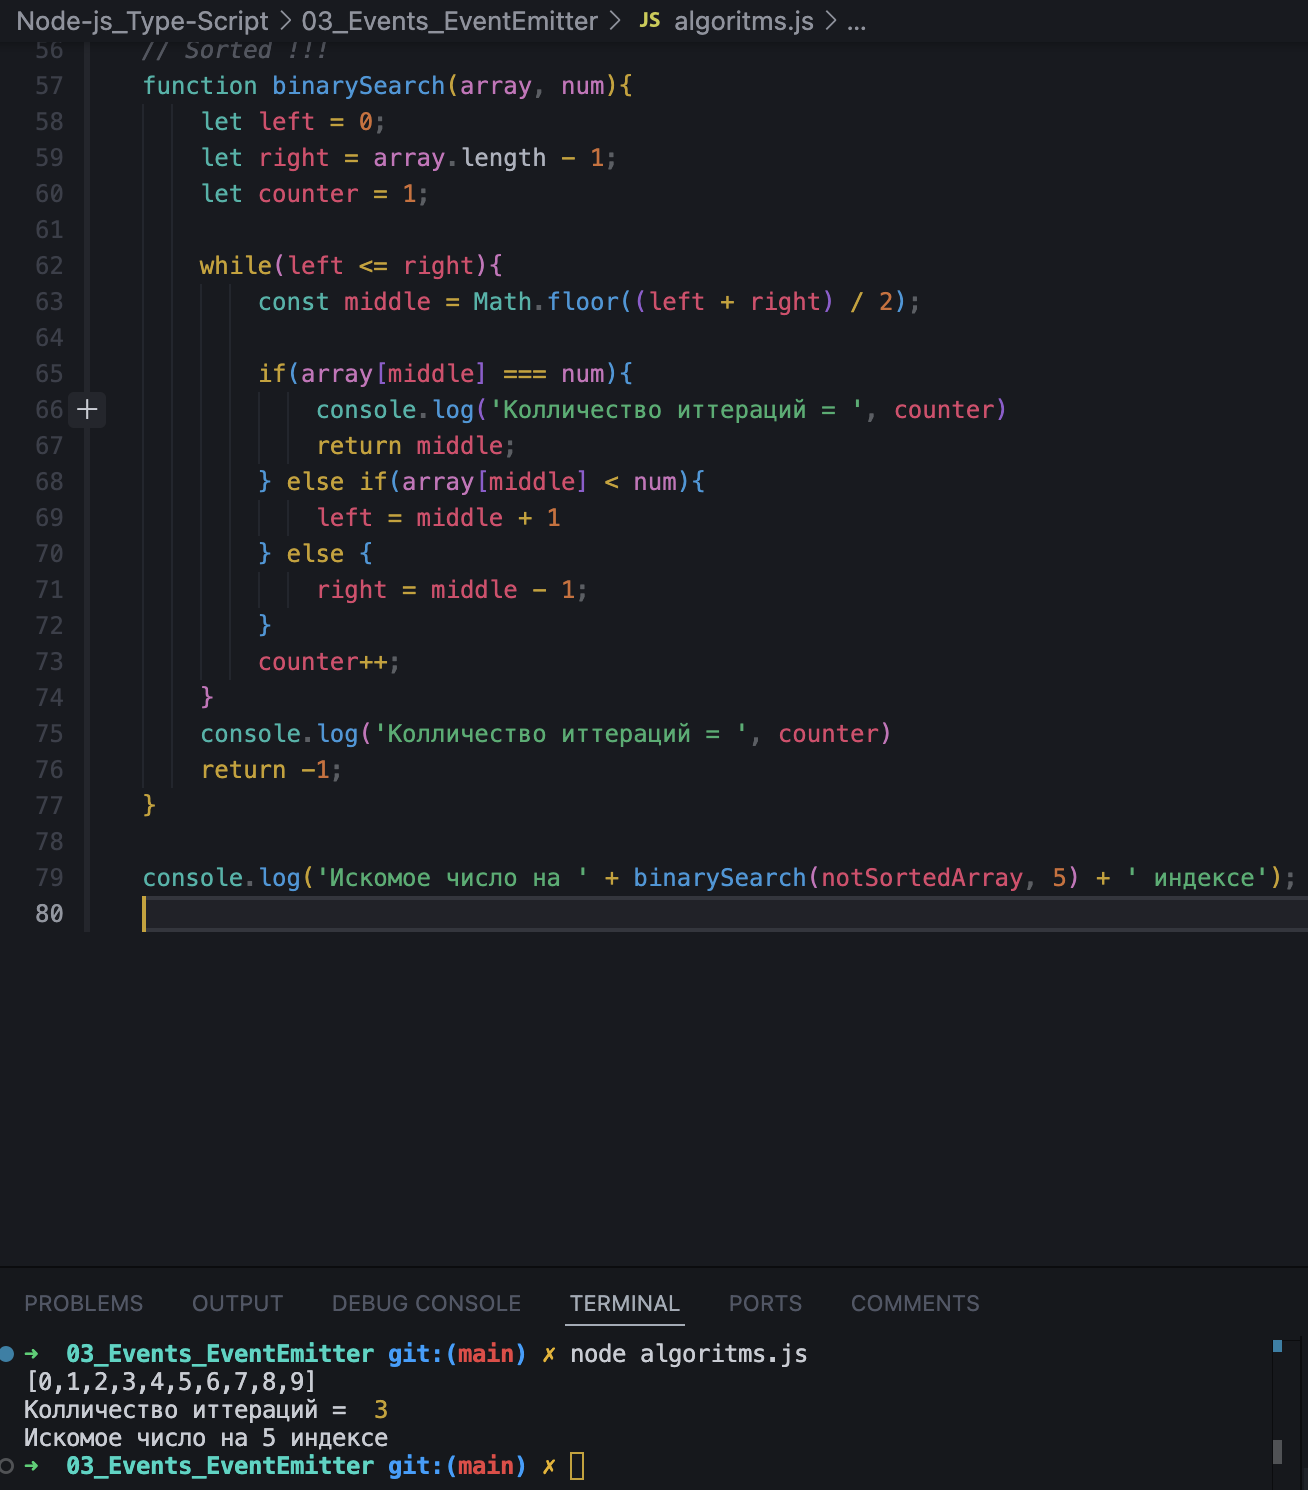 Node-js_Type-Script > 03_Events_EventEmitter > JS algoritms.js > ...
56 // Sorted !!!
57 function binarySearch(array, num){
58 let left = 0;
59 let right = array.length - 1;
60 let counter = 1;
61
62 while(left <= right){
63 const middle = Math.floor((left + right) / 2);
64
65 if(array[middle] === num){
66 console.log('Колличество иттераций = ', counter)
67 return middle;
68 } else if(array[middle] < num){
69 left = middle + 1
70 } else {
71 right = middle - 1;
72 }
73 counter++;
74 }
75 console.log('Колличество иттераций = ', counter)
76 return -1;
77 }
78
79 console.log('Искомое число на ' + binarySearch(notSortedArray, 5) + ' индексе');
80
PROBLEMS OUTPUT DEBUG CONSOLE TERMINAL PORTS COMMENTS
➜ 03_Events_EventEmitter git:(main) ✗ node algoritms.js
[0,1,2,3,4,5,6,7,8,9]
Колличество иттераций = 3
Искомое число на 5 индексе
➜ 03_Events_EventEmitter git:(main) ✗